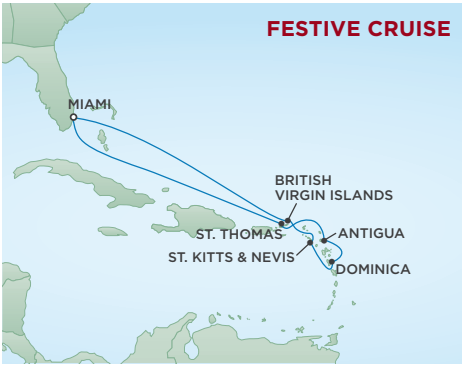 FESTIVE CRUISE
MIAMI
BRITISH
VIRGIN ISLANDS
ST. THOMAS
ANTIGUA
ST. KITTS & NEVIS
DOMINICA